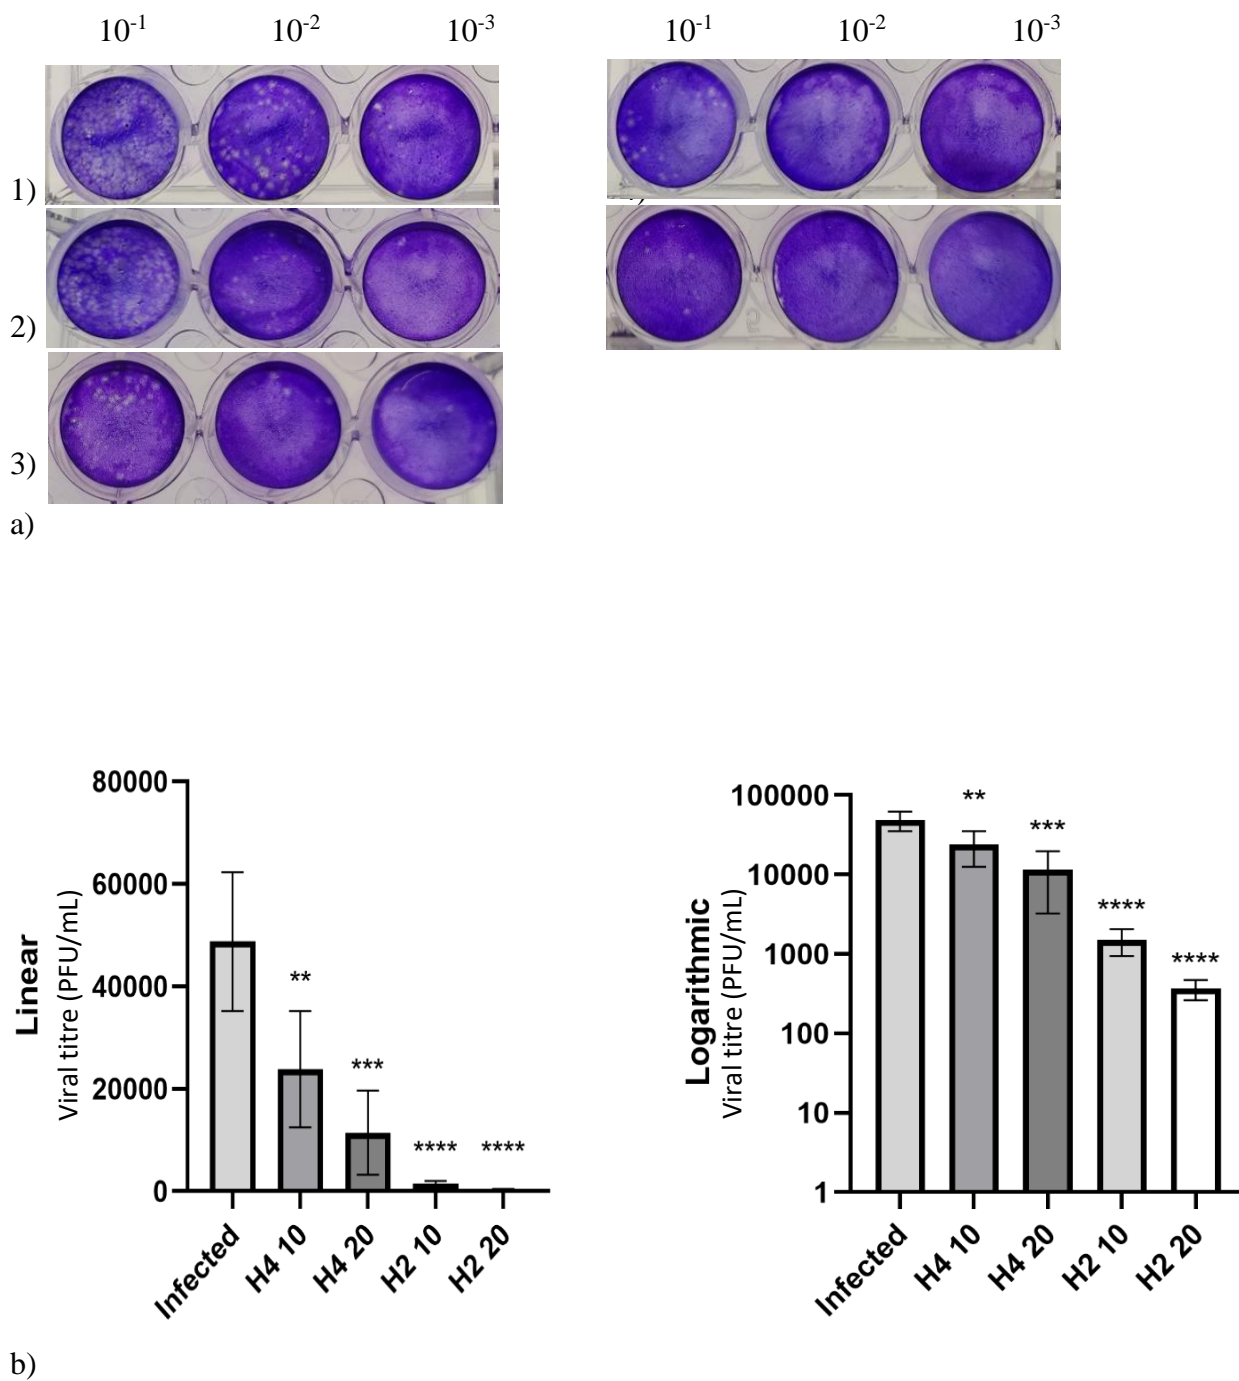 10-1 10-2 10-3
10-1 10-2 10-3
1)
2)
3)
a)
Linear
Viral titre (PFU/mL)
80000
60000
40000
20000
0
**
***
****
****
Infected
H4 10
H4 20
H2 10
H2 20
Logarithmic
Viral titre (PFU/mL)
100000
10000
1000
100
10
1
**
***
****
****
Infected
H4 10
H4 20
H2 10
H2 20
b)